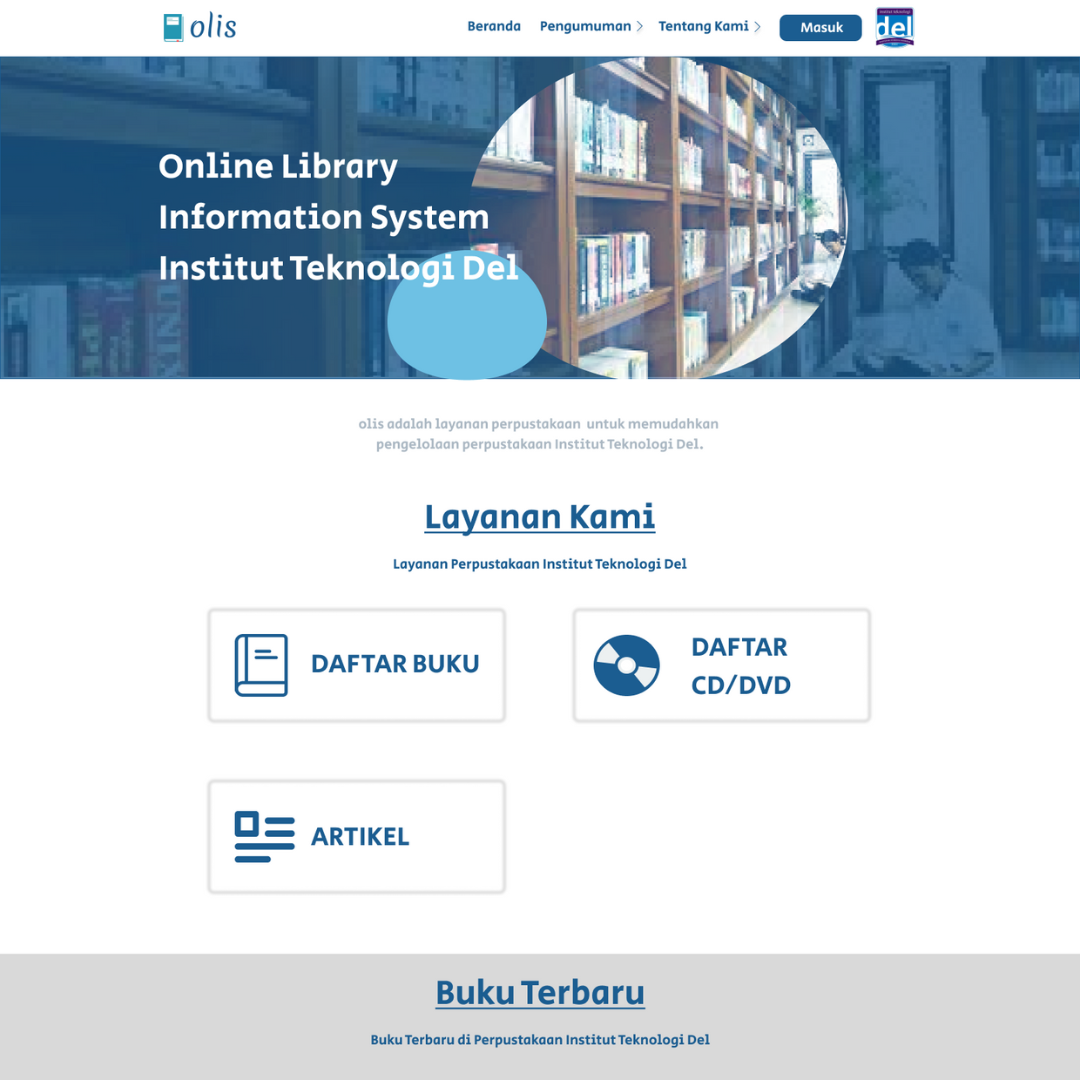 olis
Beranda
Pengumuman
Tentang Kami
Masuk
del
Online Library
Information System
Institut Teknologi Del
olis adalah layanan perpustakaan untuk memudahkan
pengelolaan perpustakaan Institut Teknologi Del.
Layanan Kami
Layanan Perpustakaan Institut Teknologi Del
DAFTAR BUKU
DAFTAR
CD/DVD
ARTIKEL
Buku Terbaru
Buku Terbaru di Perpustakaan Institut Teknologi Del